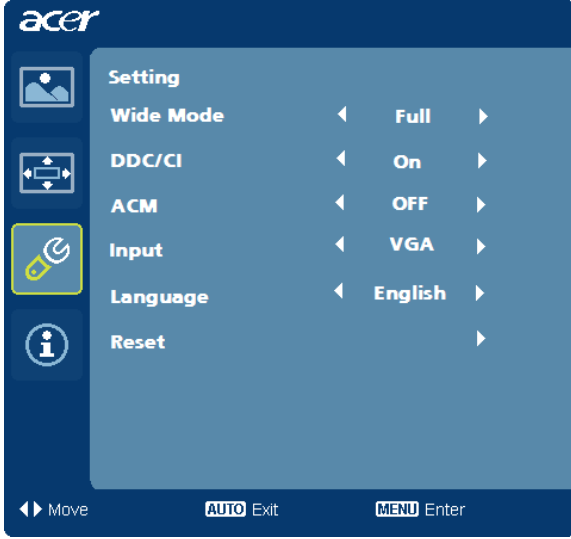 acer
Setting
Wide Mode Full
DDC/CI On
ACM OFF
Input VGA
Language English
Reset
Move AUTO Exit MENU Enter